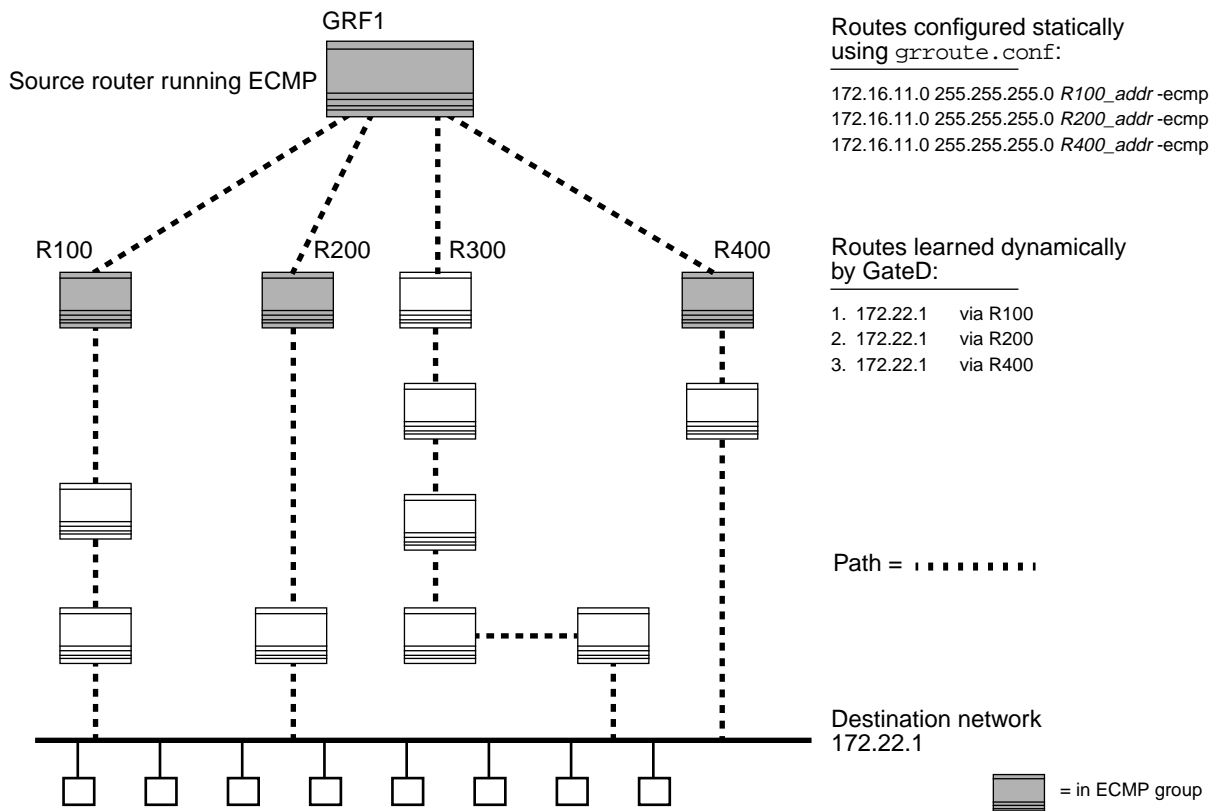 GRF1
Source router running ECMP
Routes configured statically
using grroute.conf:
172.16.11.0 255.255.255.0 R100_addr -ecmp
172.16.11.0 255.255.255.0 R200_addr -ecmp
172.16.11.0 255.255.255.0 R400_addr -ecmp
R100
R200
R300
R400
Routes learned dynamically
by GateD:
1. 172.22.1 via R100
2. 172.22.1 via R200
3. 172.22.1 via R400
Path =
Destination network
172.22.1
= in ECMP group